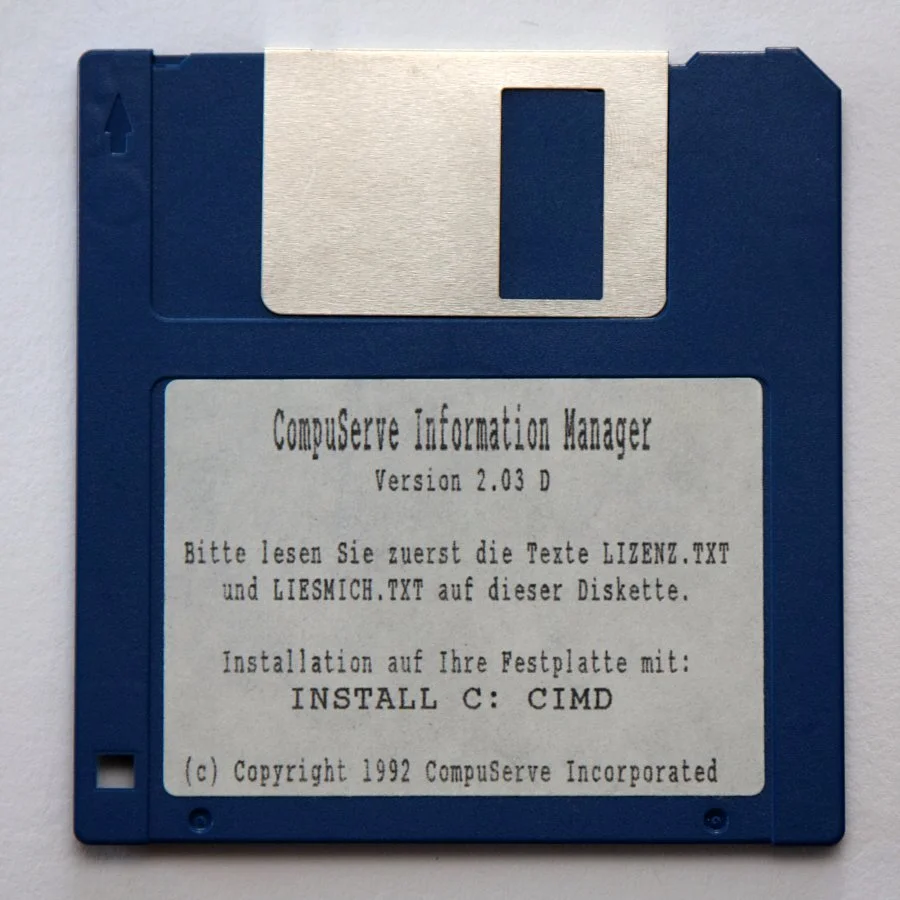 CompuServe Information Manager
Version 2.03 D
Bitte lesen Sie zuerst die Texte LIZENZ.TXT
und LIESMICH.TXT auf dieser Diskette.
Installation auf Ihre Festplatte mit:
INSTALL C: CIMD
(c) Copyright 1992 CompuServe Incorporated